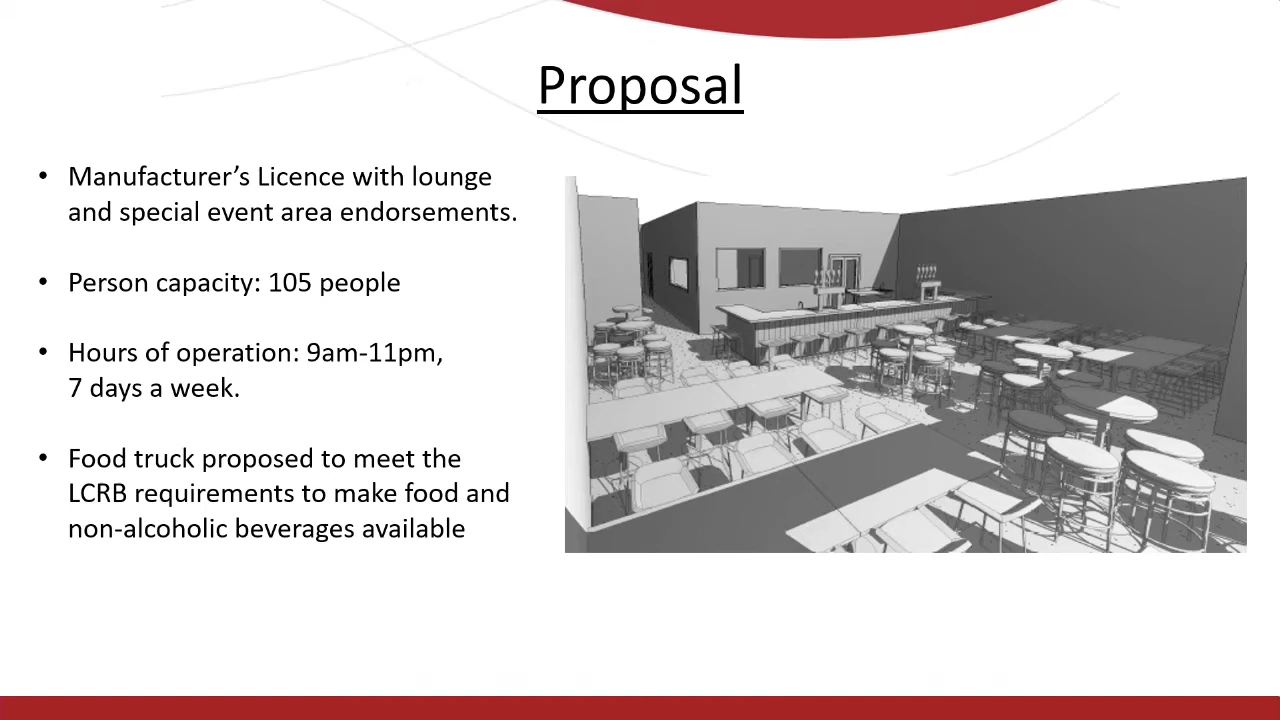 Proposal
• Manufacturer’s Licence with lounge
and special event area endorsements.
• Person capacity: 105 people
• Hours of operation: 9am-11pm,
7 days a week.
• Food truck proposed to meet the
LCRB requirements to make food and
non-alcoholic beverages available